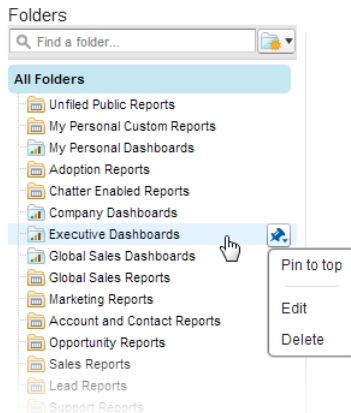 Folders
Find a folder...
All Folders
Unfiled Public Reports
My Personal Custom Reports
My Personal Dashboards
Adoption Reports
Chatter Enabled Reports
Company Dashboards
Executive Dashboards
Global Sales Dashboards
Pin to top
Global Sales Reports
Marketing Reports
Edit
Account and Contact Reports
Opportunity Reports
Delete
Sales Reports
Lead Reports
Support Reports